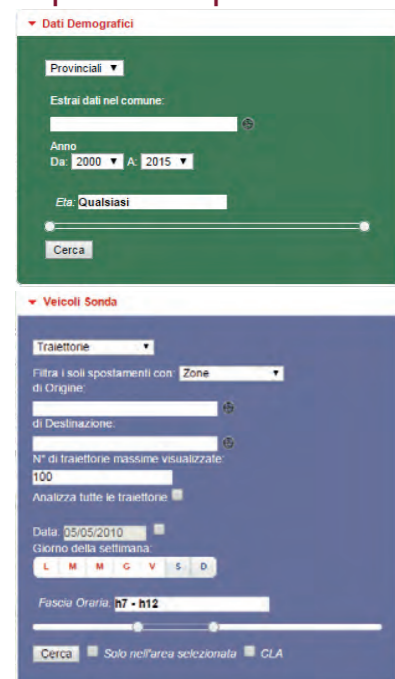 Dati Demografici
Provinciali
Estrai dati nel comune:
Anno
Da: 2000 A: 2015
Eta: Qualsiasi
Cerca
Veicoli Sonda
Traiettorie
Filtra i soli spostamenti con: Zone
di Origine:
di Destinazione:
N° di traiettorie massime visualizzate:
100
Analizza tutte le traiettorie
Data: 05/05/2010
Giorno della settimana:
L M M G V S D
Fascia Oraria: h7 - h12
Cerca Solo nell'area selezionata CLA